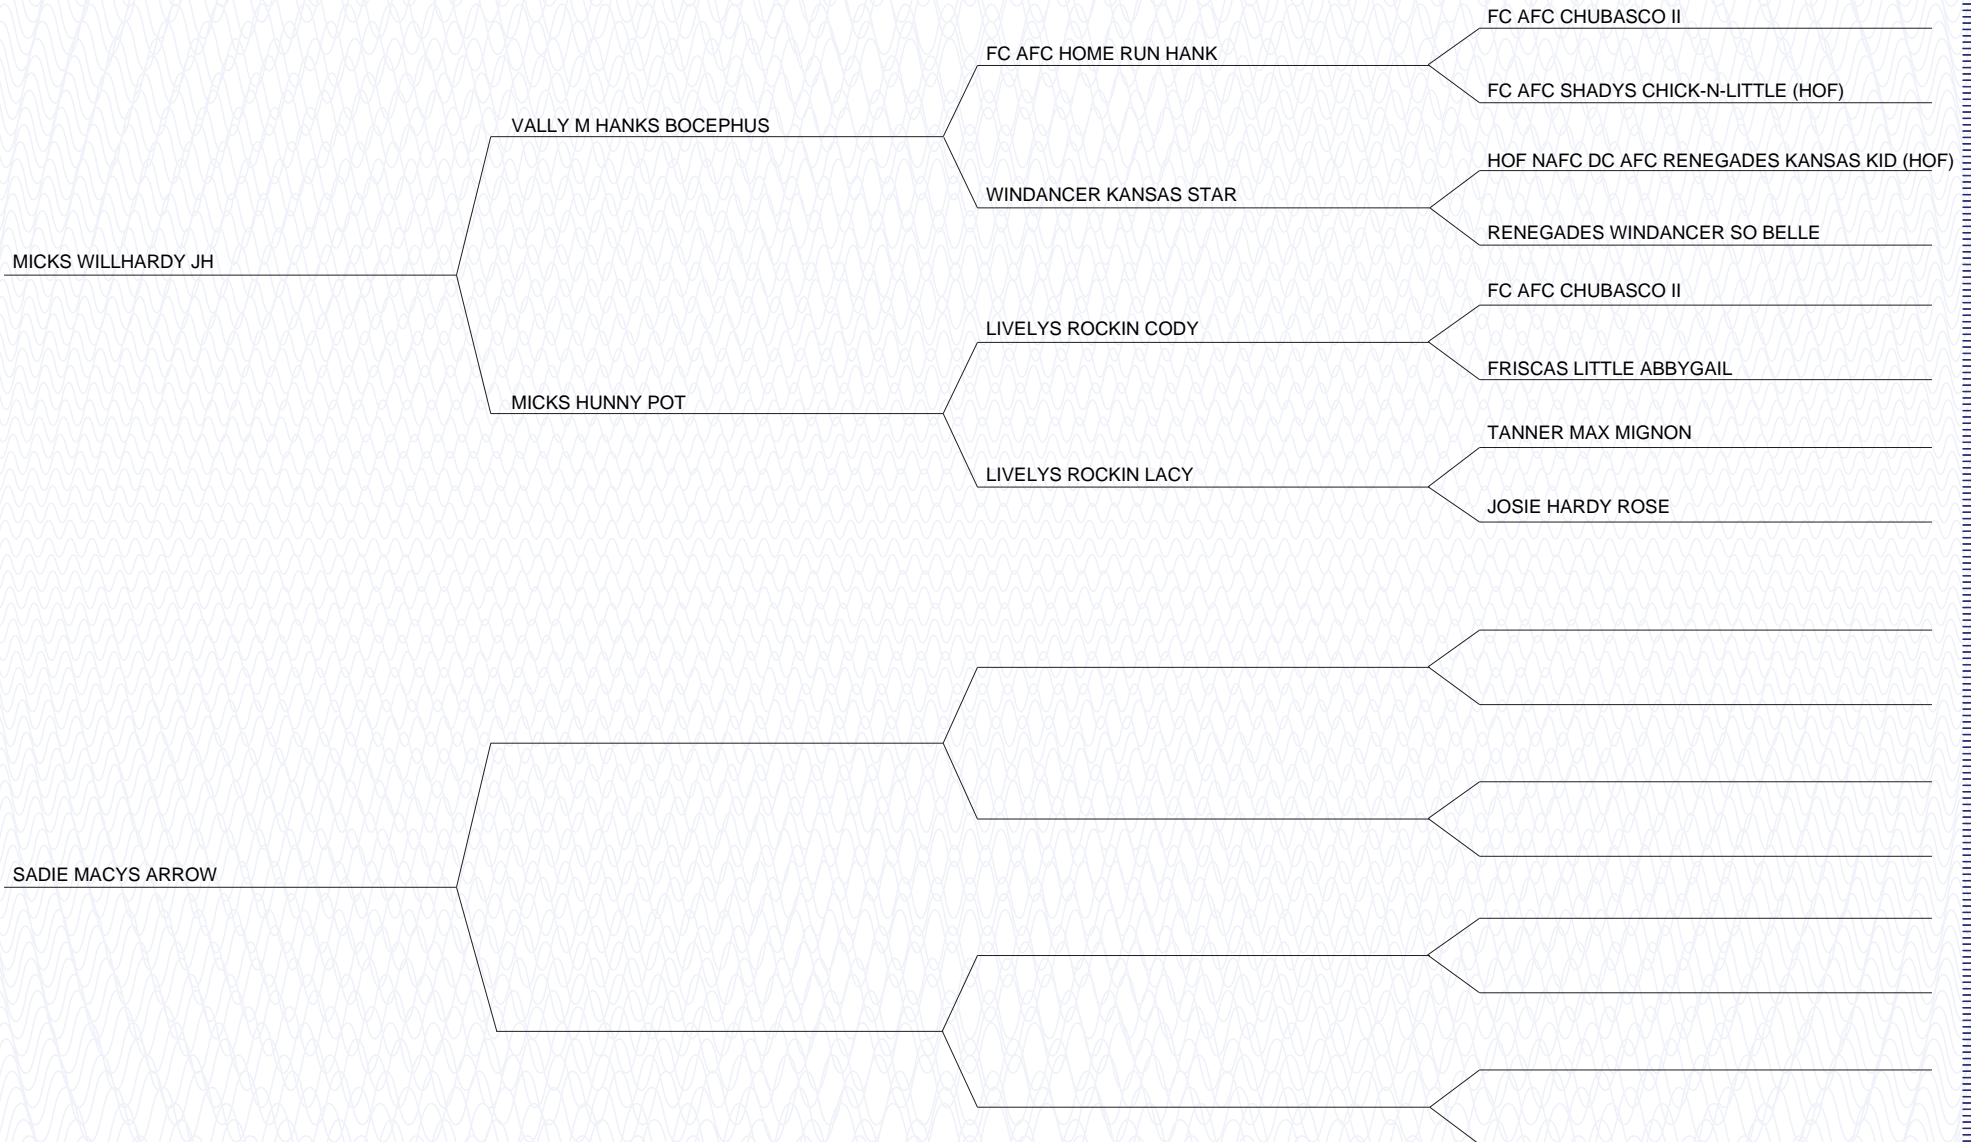 FC AFC CHUBASCO II
FC AFC HOME RUN HANK
FC AFC SHADYS CHICK-N-LITTLE (HOF)
VALLY M HANKS BOCEPHUS
HOF NAFC DC AFC RENEGADES KANSAS KID (HOF)
WINDANCER KANSAS STAR
RENEGADES WINDANCER SO BELLE
MICKS WILLHARDY JH
FC AFC CHUBASCO II
LIVELYS ROCKIN CODY
FRISCAS LITTLE ABBYGAIL
MICKS HUNNY POT
TANNER MAX MIGNON
LIVELYS ROCKIN LACY
JOSIE HARDY ROSE
SADIE MACYS ARROW